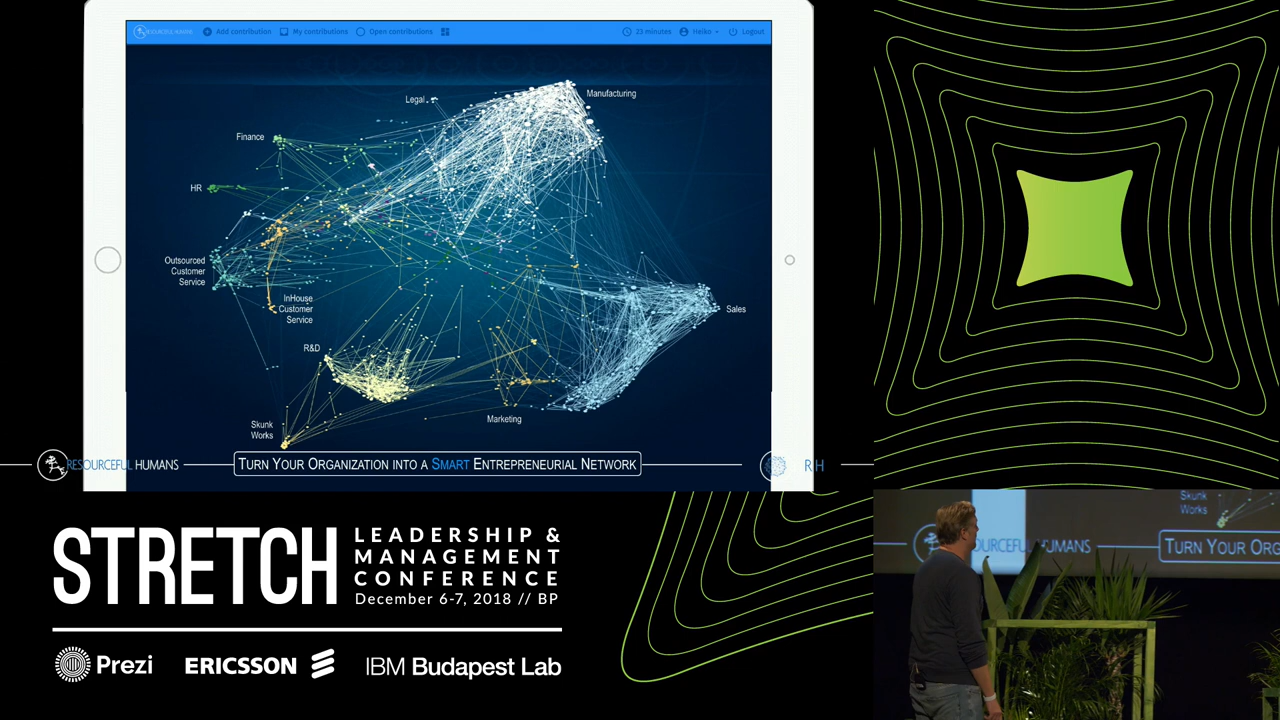 RESOURCEFUL HUMANS
Add contribution
My contributions
Open contributions
23 minutes
Heiko
Logout
Legal
Manufacturing
Finance
HR
Outsourced
Customer
Service
InHouse
Customer
Service
Sales
R&D
Marketing
Skunk
Works
RESOURCEFUL HUMANS
TURN YOUR ORGANIZATION INTO A SMART ENTREPRENEURIAL NETWORK
RH
STRETCH
LEADERSHIP &
MANAGEMENT
CONFERENCE
December 6-7, 2018 // BP
Prezi
ERICSSON
IBM Budapest Lab
Skunk
Works
OURCEFUL HUMANS
TURN YOUR ORG